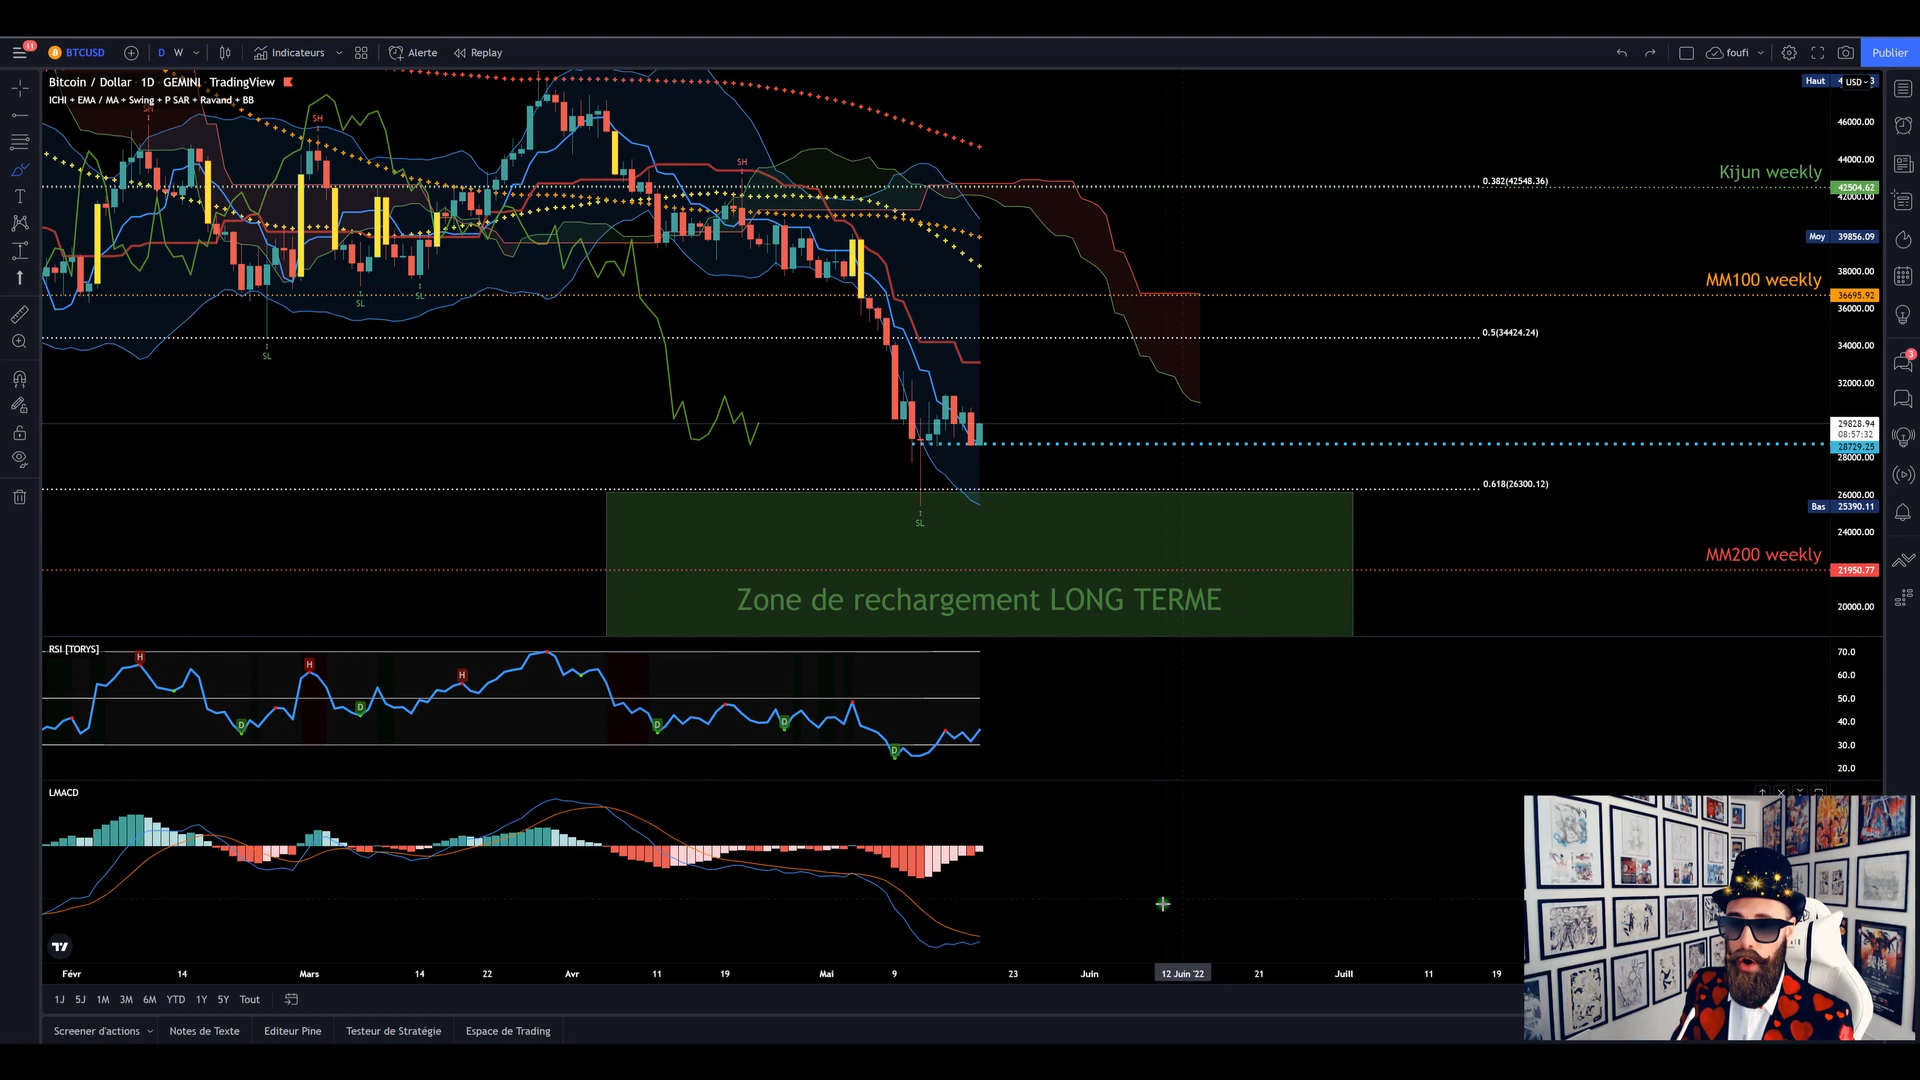 11
BTCUSD
D W
Indicateurs
Alerte
Replay
foufi
Publier
Bitcoin / Dollar · 1D · GEMINI · TradingView
ICHI + EMA / MA + Swing + P SAR + Ravand + BB
Haut
USD
46000.00
44000.00
SH
SH
SH
Kijun weekly
0.382(42548.36)
42504.62
42000.00
Moy 39856.09
38000.00
MM100 weekly
36695.92
36000.00
0.5(34424.24)
34000.00
32000.00
SL
SL
SL
3
29828.94
08:57:32
28729.25
28000.00
0.618(26300.12)
26000.00
Bas 25390.11
SL
24000.00
MM200 weekly
21950.77
Zone de rechargement LONG TERME
20000.00
RSI [TORYS]
H
H
H
D
D
D
D
D
70.0
60.0
50.0
40.0
30.0
20.0
LMACD
Févr 14 Mars 14 22 Avr 11 19 Mai 9 23 Juin 12 Juin '22 21 Juill 11 19
1J 5J 1M 3M 6M YTD 1Y 5Y Tout
Screener d'actions
Notes de Texte
Editeur Pine
Testeur de Stratégie
Espace de Trading